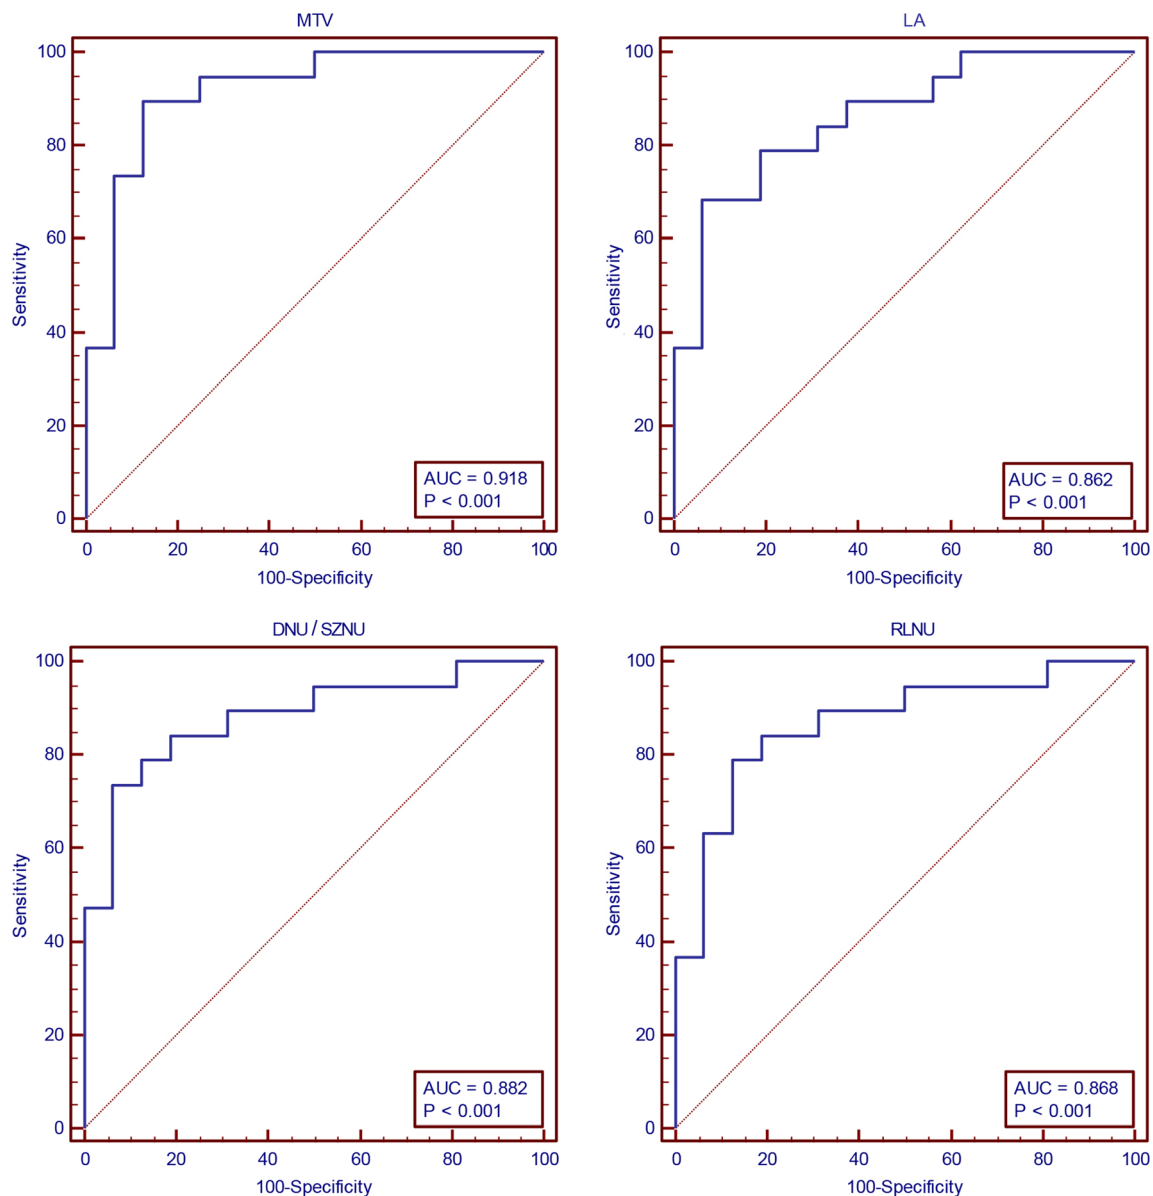 MTV
100
80
60
40
20
0
Sensitivity
AUC = 0.918
P < 0.001
0 20 40 60 80 100
100-Specificity
LA
100
80
60
40
20
0
Sensitivity
AUC = 0.862
P < 0.001
0 20 40 60 80 100
100-Specificity
DNU / SZNU
100
80
60
40
20
0
Sensitivity
AUC = 0.882
P < 0.001
0 20 40 60 80 100
100-Specificity
RLNU
100
80
60
40
20
0
Sensitivity
AUC = 0.868
P < 0.001
0 20 40 60 80 100
100-Specificity